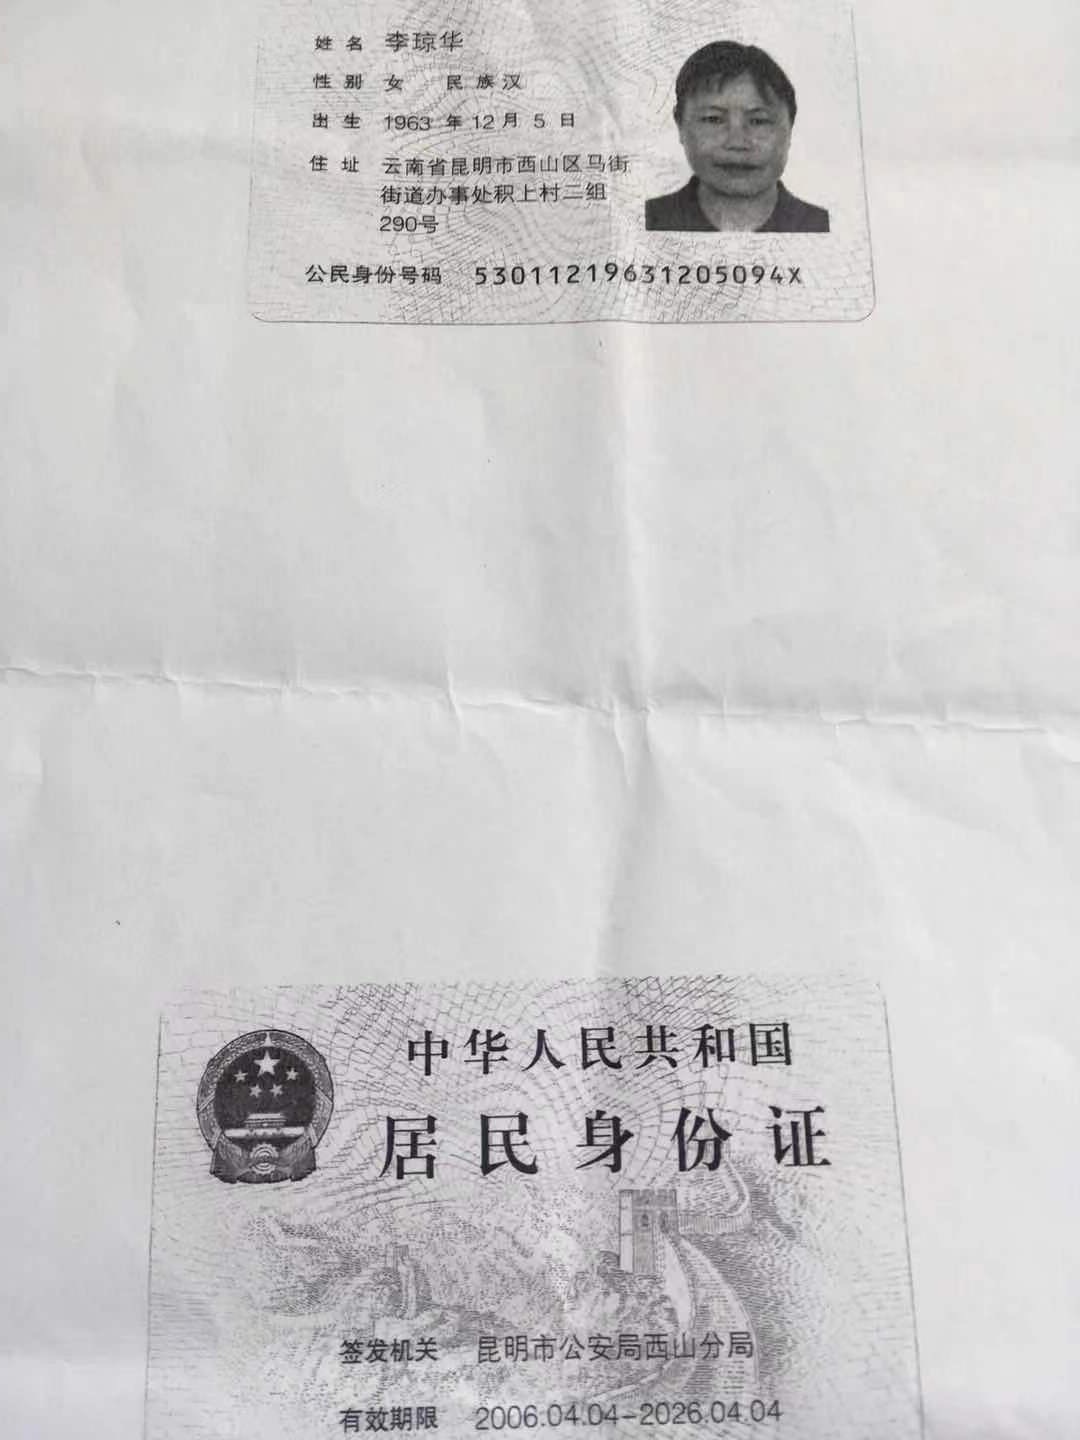 姓名 李琼华
性别 女 民族汉
出生 1963 年 12 月 5 日
住址 云南省昆明市西山区马街
街道办事处积上村二组
290号
公民身份号码 53011219631205094X
中华人民共和国
居民身份证
签发机关 昆明市公安局西山分局
有效期限 2006.04.04-2026.04.04